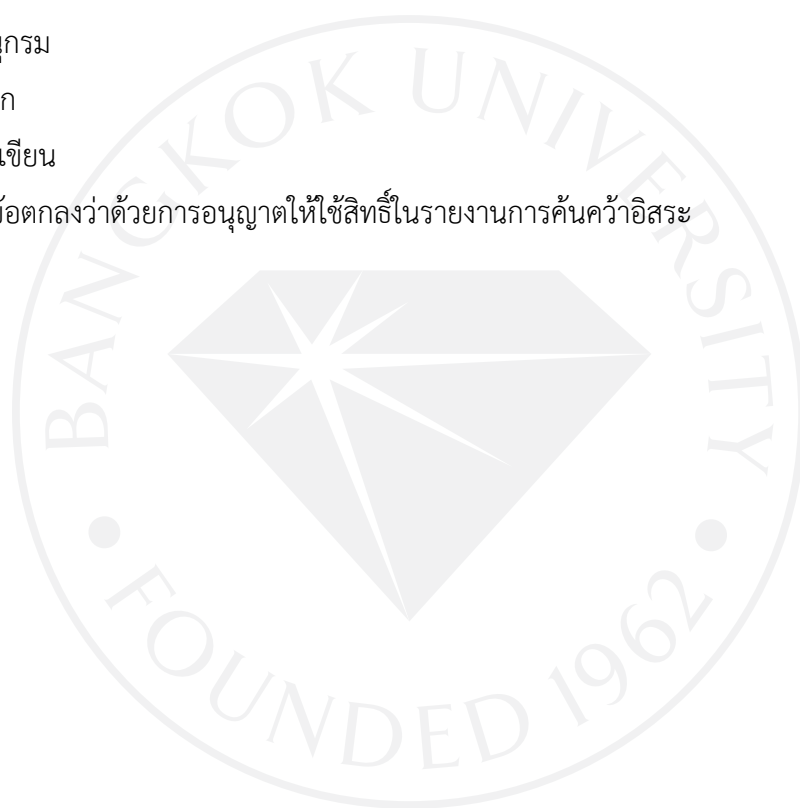 ุกรม
ก
เขียน
ข้อตกลงว่าด้วยการอนุญาตให้ใช้สิทธิ์ในรายงานการค้นคว้าอิสระ
BANGKOK UNIVERSITY
FOUNDED 1962